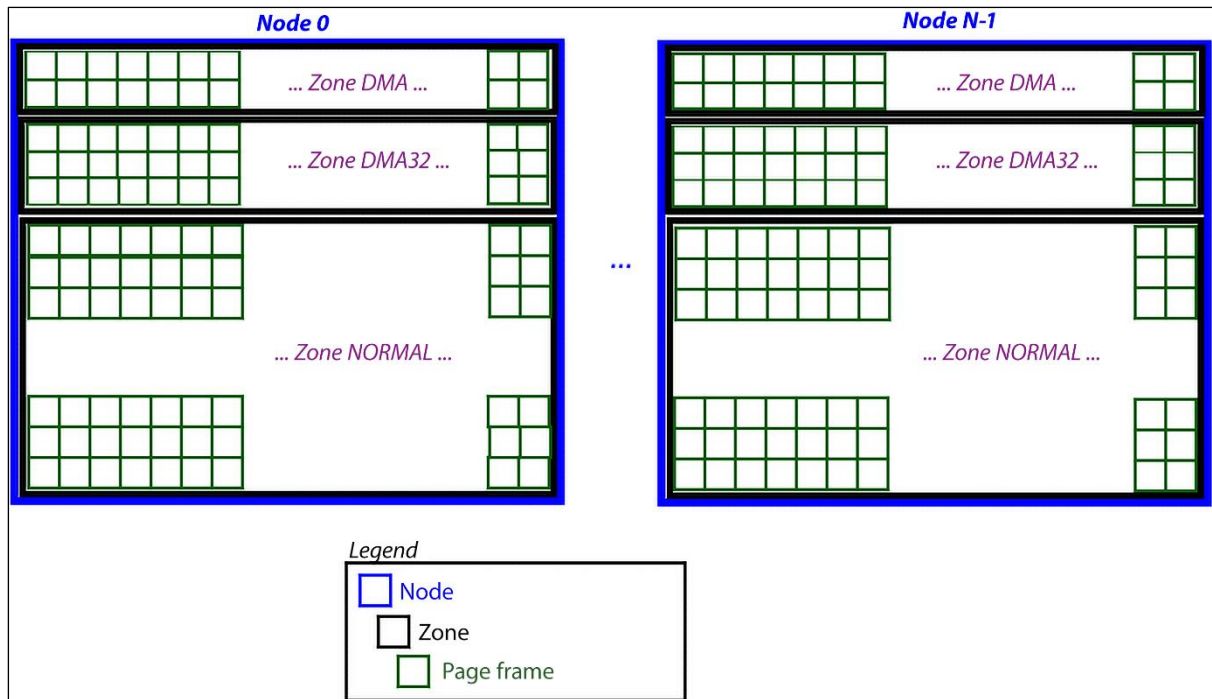 Node 0
Node N-1
... Zone DMA ...
... Zone DMA ...
... Zone DMA32 ...
... Zone DMA32 ...
...
... Zone NORMAL ...
... Zone NORMAL ...
Legend
Node
Zone
Page frame